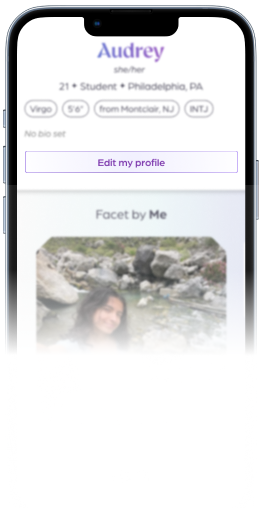 Audrey
she/her
21 • Student • Philadelphia, PA
Virgo 5'6" from Montclair, NJ INTJ
No bio set
Edit my profile
Facet by Me